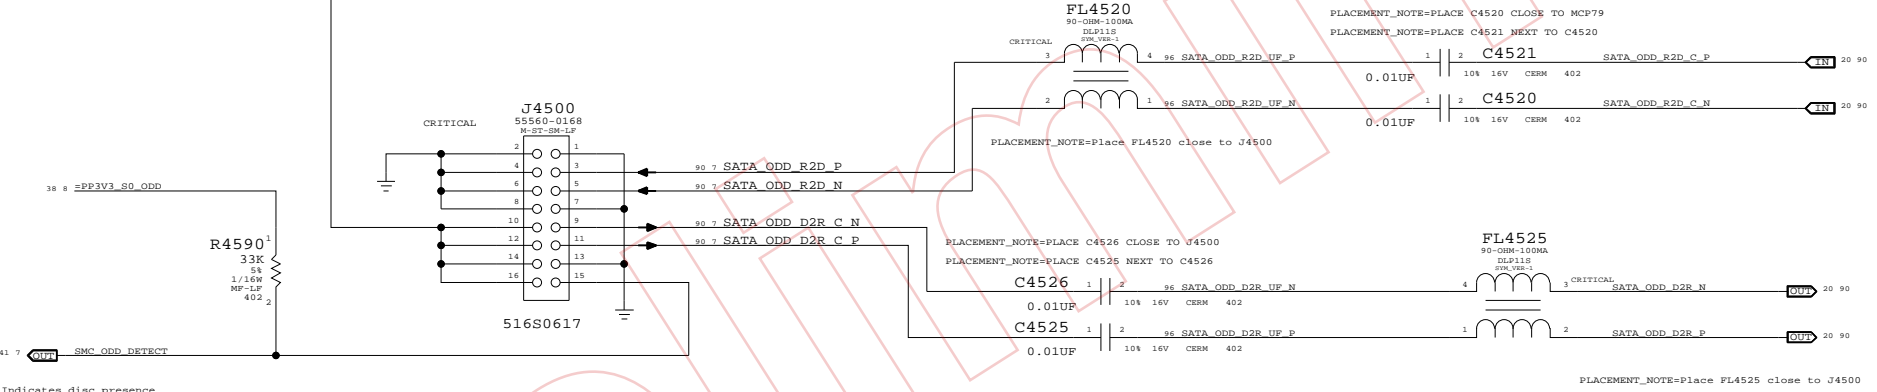 FL4520
90-OHM-100MA
DLP11S
SYM_VER-1
CRITICAL
3
4
2
1
PLACEMENT_NOTE=PLACE C4520 CLOSE TO MCP79
PLACEMENT_NOTE=PLACE C4521 NEXT TO C4520
96 SATA_ODD_R2D_UF_P
1
2
C4521
0.01UF
10% 16V CERM 402
SATA_ODD_R2D_C_P
IN
20 90
96 SATA_ODD_R2D_UF_N
1
2
C4520
0.01UF
10% 16V CERM 402
SATA_ODD_R2D_C_N
IN
20 90
PLACEMENT_NOTE=Place FL4520 close to J4500
J4500
55560-0168
M-ST-SM-LF
CRITICAL
2
1
4
3
6
5
8
7
10
9
12
11
14
13
16
15
516S0617
90 7 SATA_ODD_R2D_P
90 7 SATA_ODD_R2D_N
90 7 SATA_ODD_D2R_C_N
90 7 SATA_ODD_D2R_C_P
38 8 =PP3V3_S0_ODD
R4590
1
33K
5%
1/16W
MF-LF
402
2
41 7
OUT
SMC_ODD_DETECT
Indicates disc presence
PLACEMENT_NOTE=PLACE C4526 CLOSE TO J4500
PLACEMENT_NOTE=PLACE C4525 NEXT TO C4526
C4526
1
2
0.01UF
10% 16V CERM 402
96 SATA_ODD_D2R_UF_N
C4525
1
2
0.01UF
10% 16V CERM 402
96 SATA_ODD_D2R_UF_P
FL4525
90-OHM-100MA
DLP11S
SYM_VER-1
CRITICAL
4
3
1
2
SATA_ODD_D2R_N
OUT
20 90
SATA_ODD_D2R_P
OUT
20 90
PLACEMENT_NOTE=Place FL4525 close to J4500